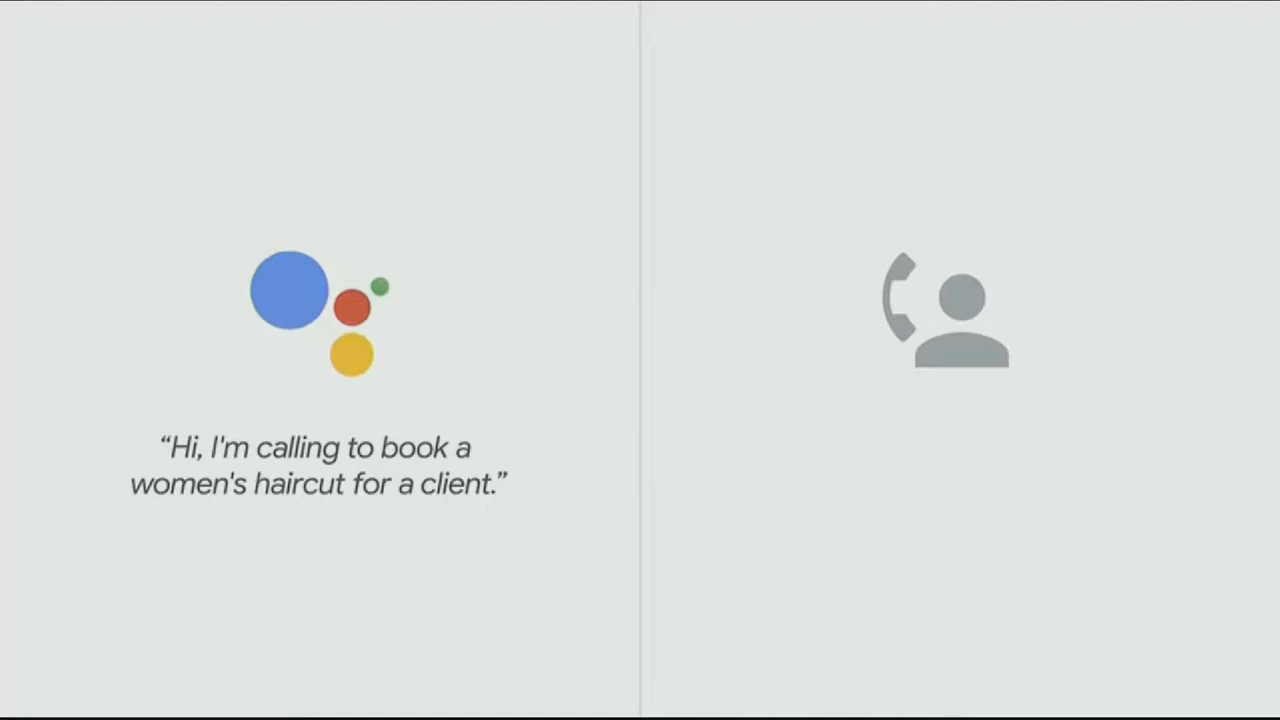 “Hi, I'm calling to book a
women's haircut for a client.”